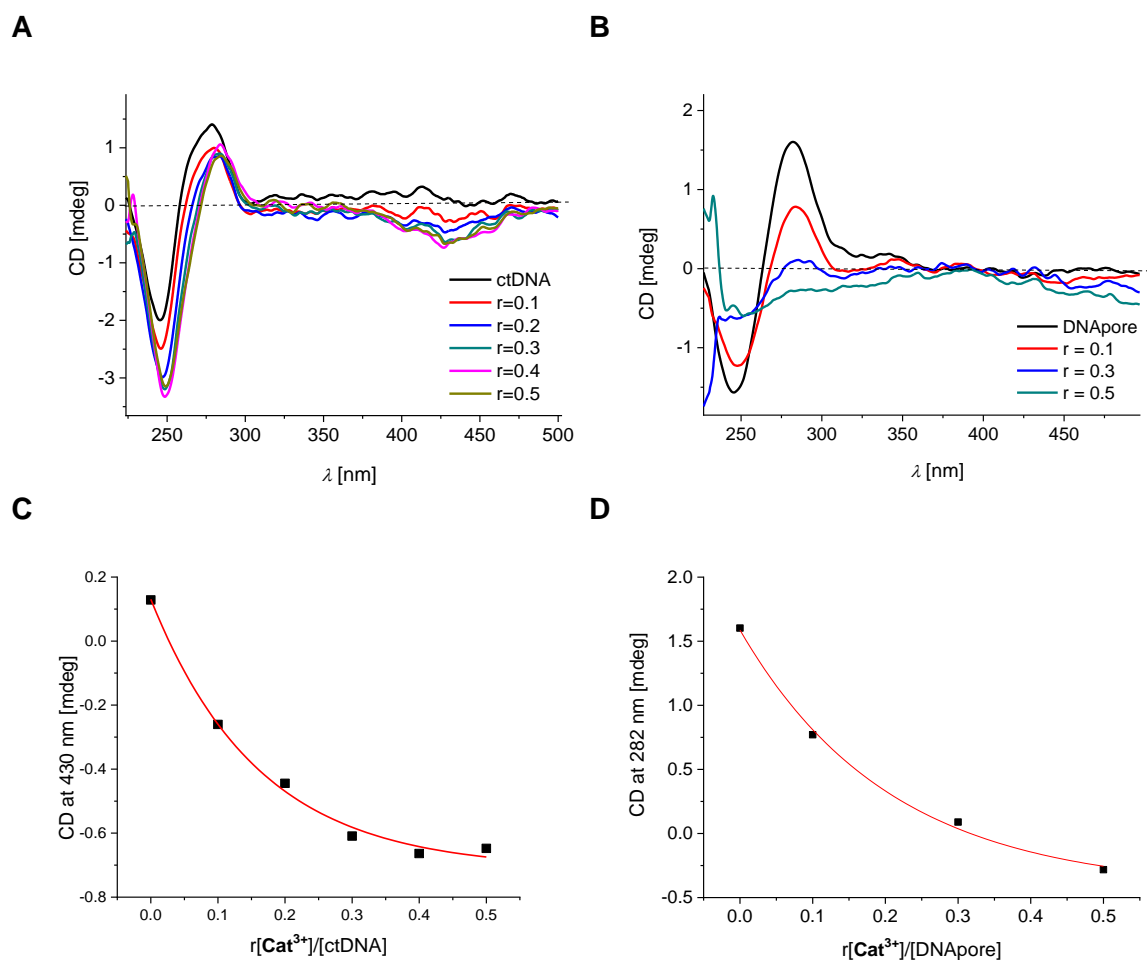 A
B
CD [mdeg]
1
0
-1
-2
-3
250 300 350 400 450 500
λ [nm]
ctDNA
r=0.1
r=0.2
r=0.3
r=0.4
r=0.5
CD [mdeg]
2
1
0
-1
250 300 350 400 450
λ [nm]
DNApore
r = 0.1
r = 0.3
r = 0.5
C
D
CD at 430 nm [mdeg]
0.2
0.0
-0.2
-0.4
-0.6
-0.8
0.0 0.1 0.2 0.3 0.4 0.5
r[Cat³⁺]/[ctDNA]
CD at 282 nm [mdeg]
2.0
1.5
1.0
0.5
0.0
-0.5
0.0 0.1 0.2 0.3 0.4 0.5
r[Cat³⁺]/[DNApore]